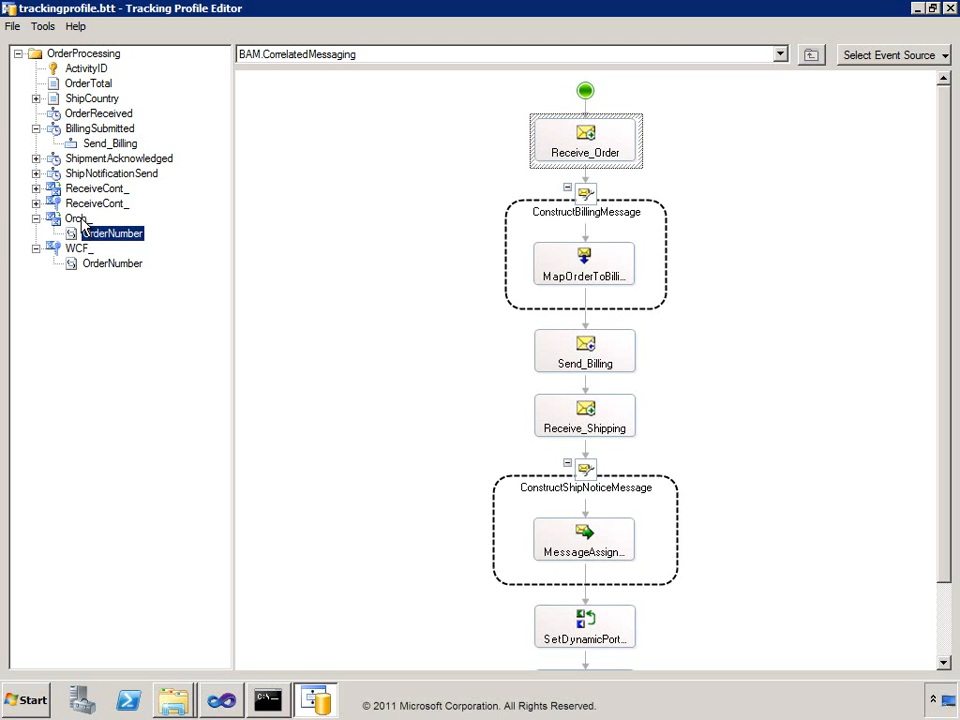 trackingprofile.btt - Tracking Profile Editor
File Tools Help
OrderProcessing
ActivityID
OrderTotal
ShipCountry
OrderReceived
BillingSubmitted
Send_Billing
ShipmentAcknowledged
ShipNotificationSend
ReceiveCont_
ReceiveCont_
Orch_
OrderNumber
WCF_
OrderNumber
BAM.CorrelatedMessaging
Select Event Source
Receive_Order
ConstructBillingMessage
MapOrderToBilli...
Send_Billing
Receive_Shipping
ConstructShipNoticeMessage
MessageAssign...
SetDynamicPort...
Start
© 2011 Microsoft Corporation. All Rights Reserved.